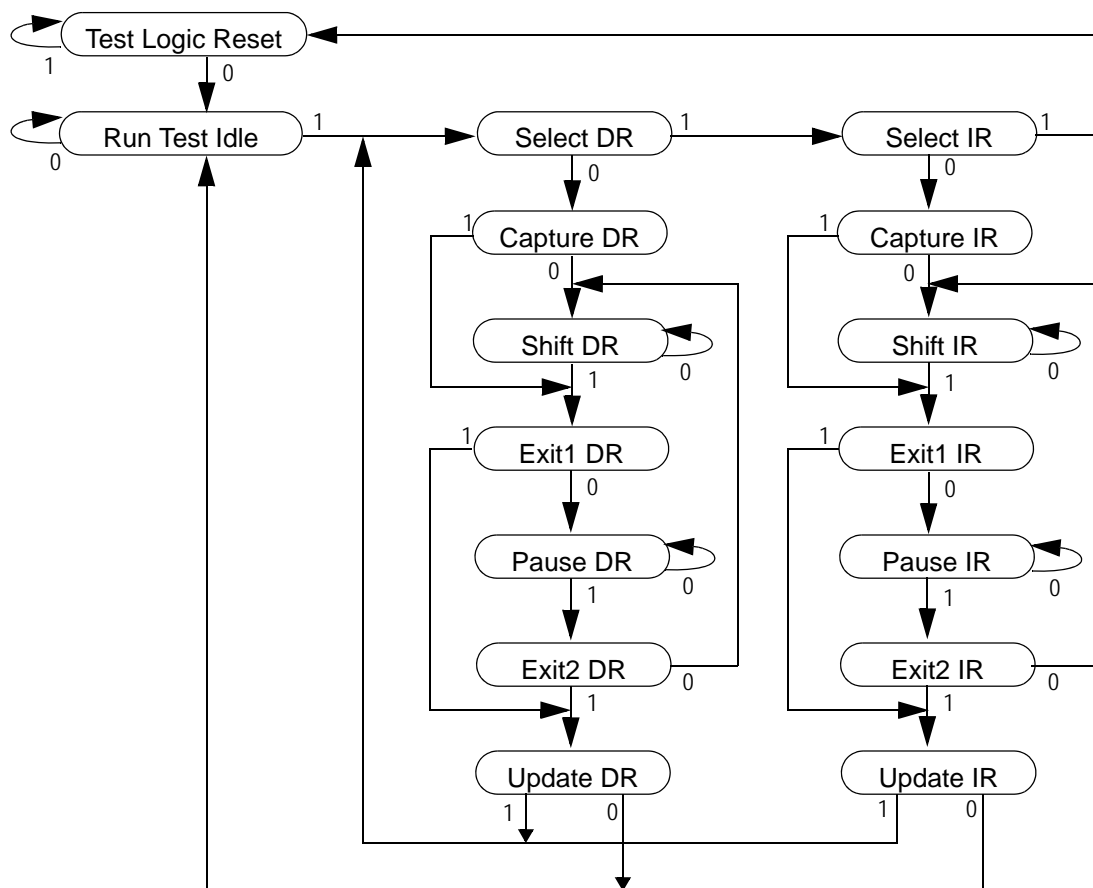 Test Logic Reset
1
0
Run Test Idle
1
Select DR
1
Select IR
1
0
0
0
1
Capture DR
1
Capture IR
0
0
Shift DR
0
Shift IR
0
1
1
1
Exit1 DR
1
Exit1 IR
0
0
Pause DR
0
Pause IR
0
1
1
Exit2 DR
0
Exit2 IR
0
1
1
Update DR
Update IR
1
0
1
0